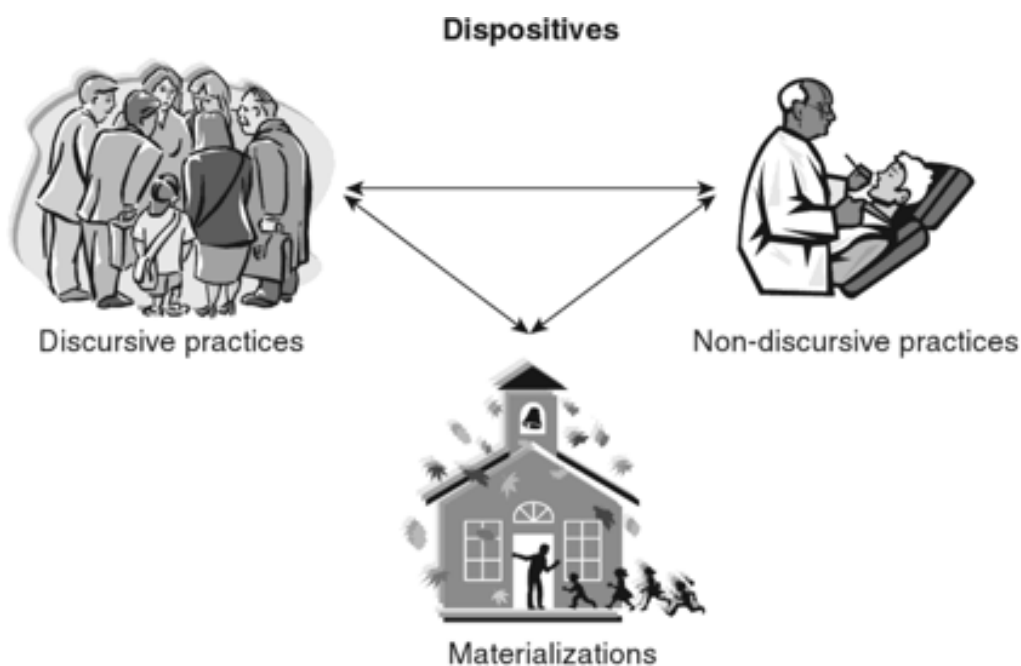 Dispositives
Discursive practices
Non-discursive practices
Materializations